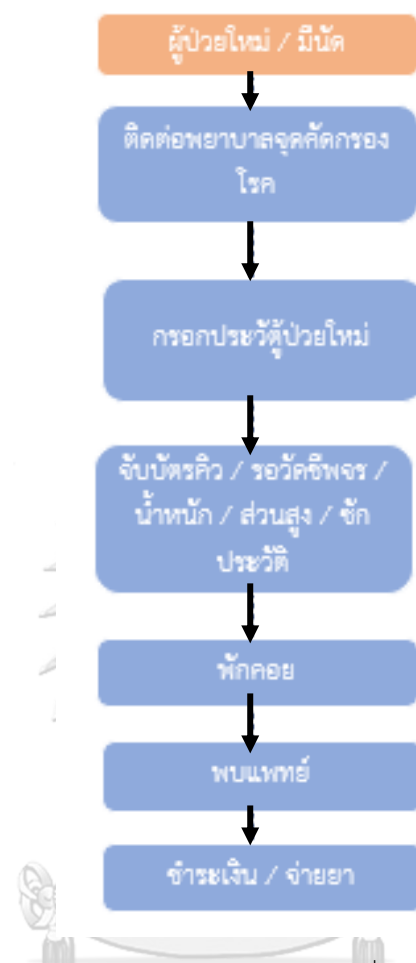 ผู้ป่วยใหม่ / มีนัด
ติดต่อพยาบาลจุดคัดกรอง
โรค
กรอกประวัตู้ป่วยใหม่
จับบัตรคิว / รอวัดชีพจร /
น้ำหนัก / ส่วนสูง / ซัก
ประวัติ
พักคอย
พบแพทย์
ชำระเงิน / จ่ายยา